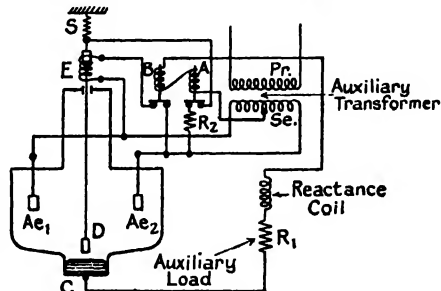 S
E
B
A
Pr.
Auxiliary
Transformer
Se.
R2
Ae1
Ae2
D
Reactance
Coil
R1
Auxiliary
Load
C